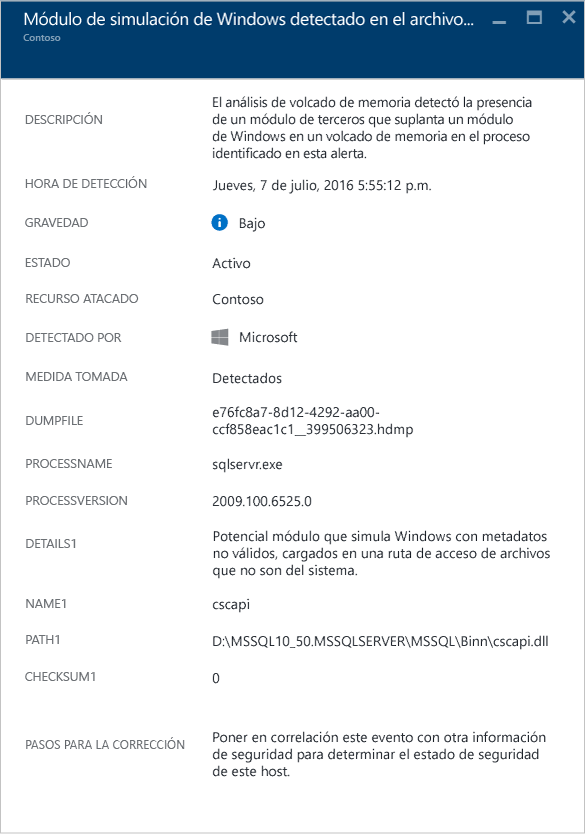 Módulo de simulación de Windows detectado en el archivo...
Contoso
DESCRIPCIÓN
El análisis de volcado de memoria detectó la presencia
de un módulo de terceros que suplanta un módulo
de Windows en un volcado de memoria en el proceso
identificado en esta alerta.
HORA DE DETECCIÓN
Jueves, 7 de julio, 2016 5:55:12 p.m.
GRAVEDAD
Bajo
ESTADO
Activo
RECURSO ATACADO
Contoso
DETECTADO POR
Microsoft
MEDIDA TOMADA
Detectados
DUMPFILE
e76fc8a7-8d12-4292-aa00-
ccf858eac1c1__399506323.hdmp
PROCESSNAME
sqlservr.exe
PROCESSVERSION
2009.100.6525.0
DETAILS1
Potencial módulo que simula Windows con metadatos
no válidos, cargados en una ruta de acceso de archivos
que no son del sistema.
NAME1
cscapi
PATH1
D:\MSSQL10_50.MSSQLSERVER\MSSQL\Binn\cscapi.dll
CHECKSUM1
0
PASOS PARA LA CORRECCIÓN
Poner en correlación este evento con otra información
de seguridad para determinar el estado de seguridad
de este host.